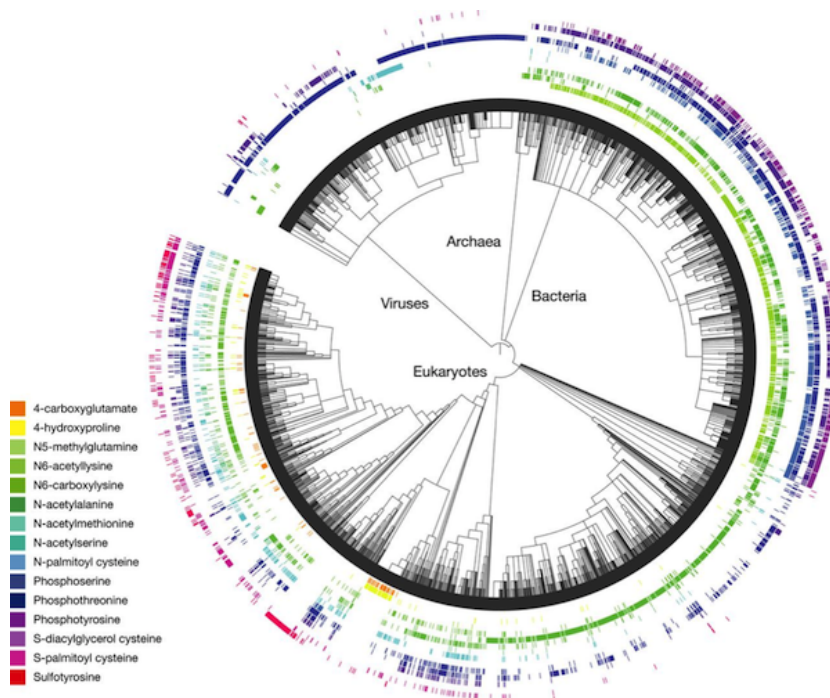 Archaea
Viruses
Bacteria
Eukaryotes
4-carboxyglutamate
4-hydroxyproline
N5-methylglutamine
N6-acetyllysine
N6-carboxylysine
N-acetylalanine
N-acetylmethionine
N-acetylserine
N-palmitoyl cysteine
Phosphoserine
Phosphothreonine
Phosphotyrosine
S-diacylglycerol cysteine
S-palmitoyl cysteine
Sulfotyrosine